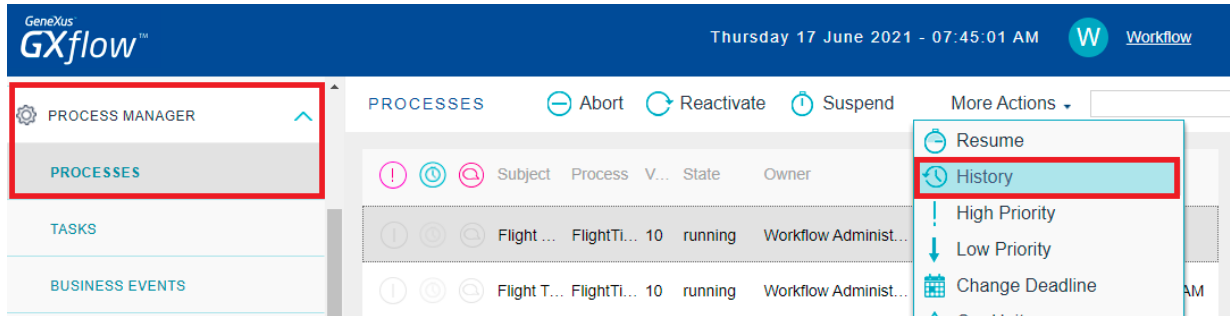 GeneXus
GXflow™
Thursday 17 June 2021 - 07:45:01 AM
W
Workflow
PROCESS MANAGER
PROCESSES
TASKS
BUSINESS EVENTS
PROCESSES
Abort
Reactivate
Suspend
More Actions
Subject Process V... State Owner
Flight ... FlightTi... 10 running Workflow Administ...
Flight T... FlightTi... 10 running Workflow Administ... AM
Resume
History
High Priority
Low Priority
Change Deadline